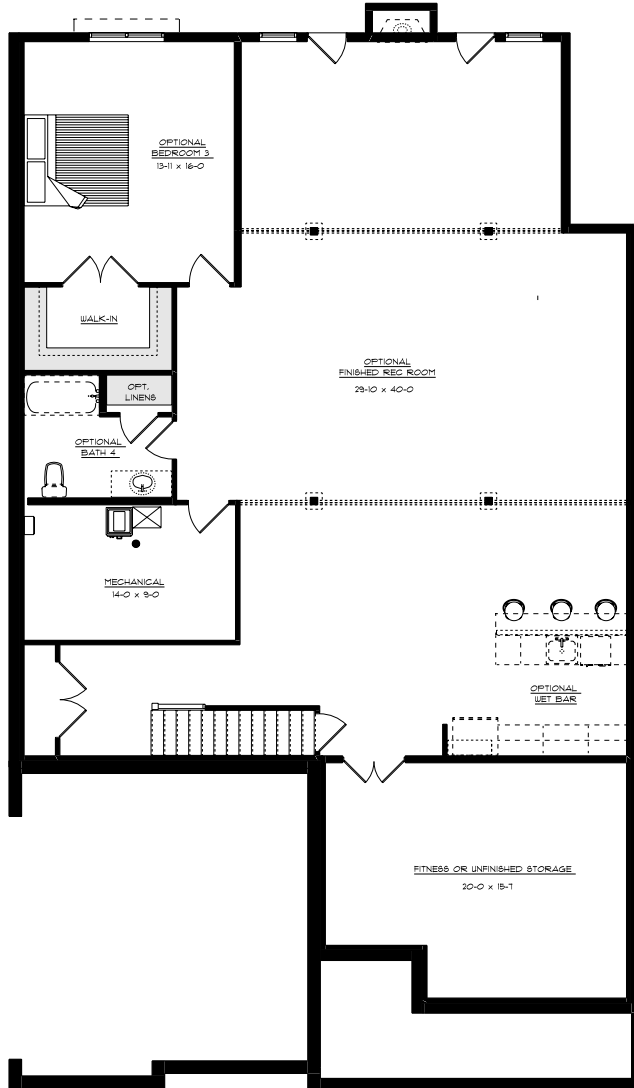 OPTIONAL
BEDROOM 3
13-11 x 16-0
WALK-IN
OPTIONAL
FINISHED REC ROOM
29-10 x 40-0
OPT.
LINENS
OPTIONAL
BATH 4
MECHANICAL
14-0 x 9-0
OPTIONAL
WET BAR
FITNESS OR UNFINISHED STORAGE
20-0 x 15-7